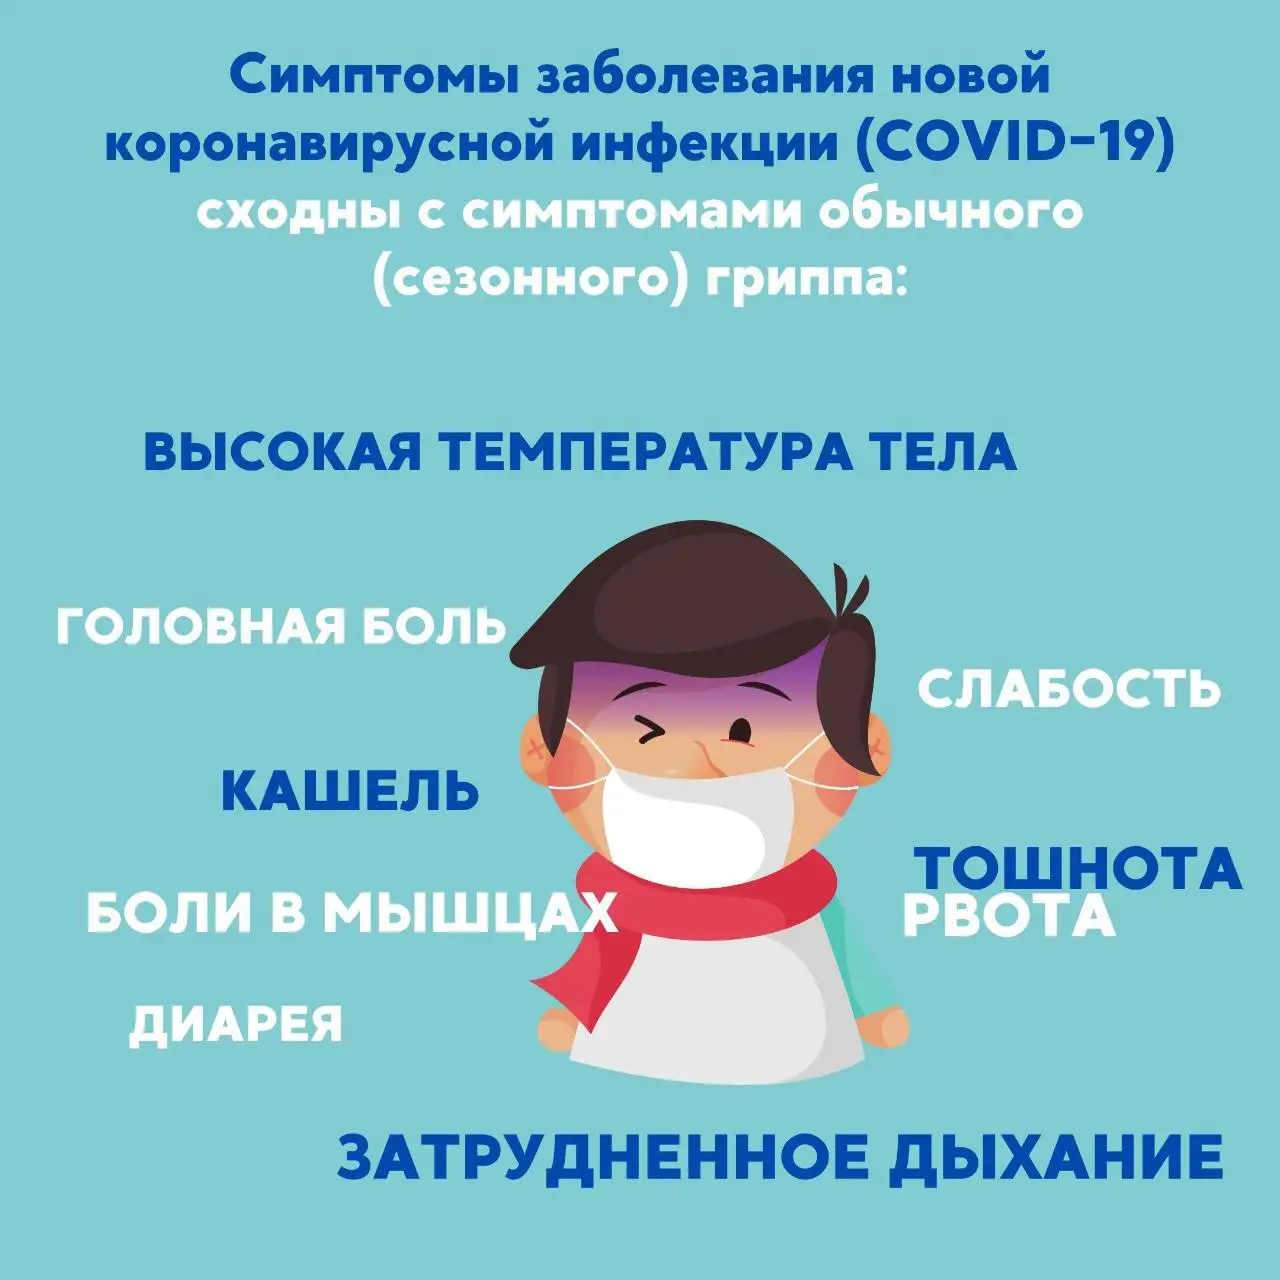 Симптомы заболевания новой
коронавирусной инфекции (COVID-19)
сходны с симптомами обычного
(сезонного) гриппа:
ВЫСОКАЯ ТЕМПЕРАТУРА ТЕЛА
ГОЛОВНАЯ БОЛЬ
СЛАБОСТЬ
КАШЕЛЬ
ТОШНОТА
РВОТА
БОЛИ В МЫШЦАХ
ДИАРЕЯ
ЗАТРУДНЕННОЕ ДЫХАНИЕ